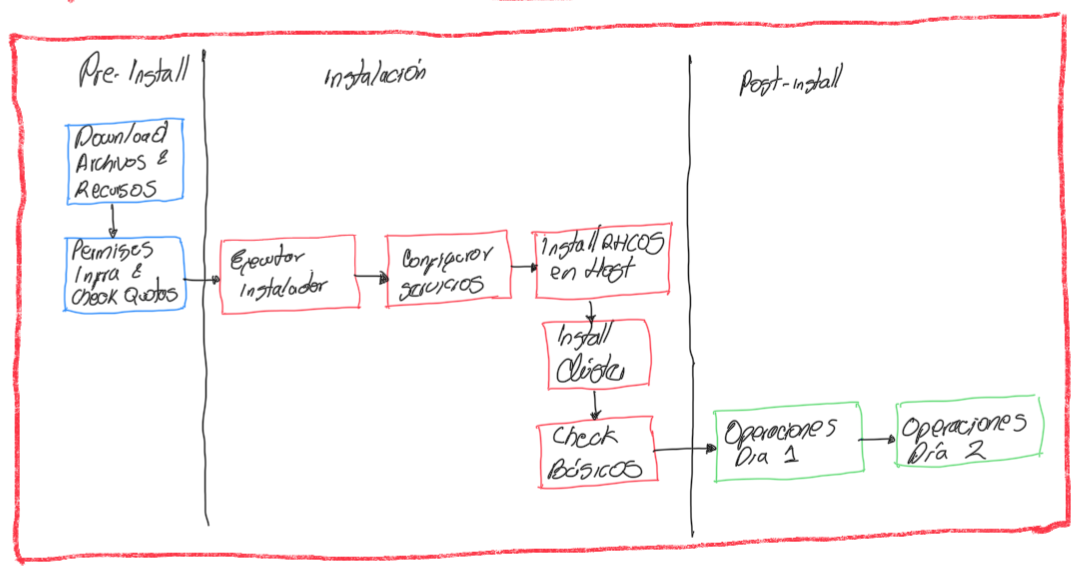 Pre-Install
Instalación
Post-install
Download
Archivos &
Recursos
Permisos
Infra &
check Quotas
Ejecutar
instalador
Configurar
servicios
install RHCOS
en Host
Install
Clúster
Check
Básicos
Operaciones
Día 1
Operaciones
Día 2